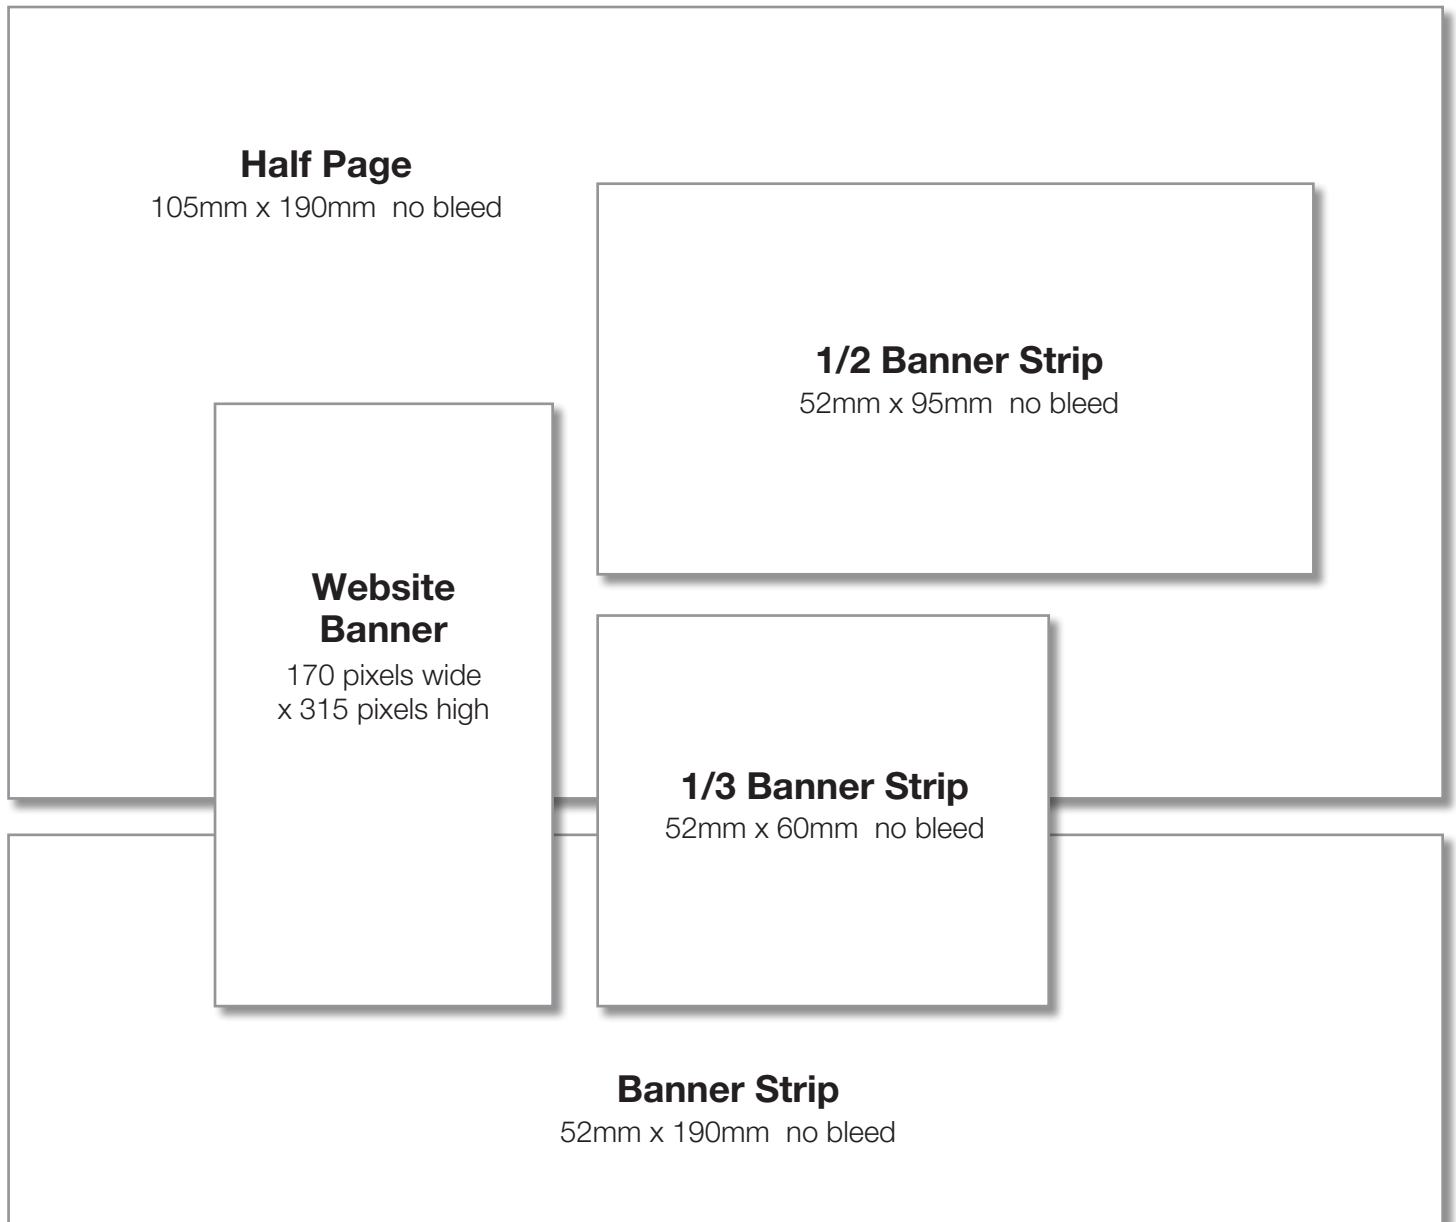 Half Page
105mm x 190mm  no bleed
1/2 Banner Strip
52mm x 95mm  no bleed
Website
Banner
170 pixels wide
x 315 pixels high
1/3 Banner Strip
52mm x 60mm  no bleed
Banner Strip
52mm x 190mm  no bleed